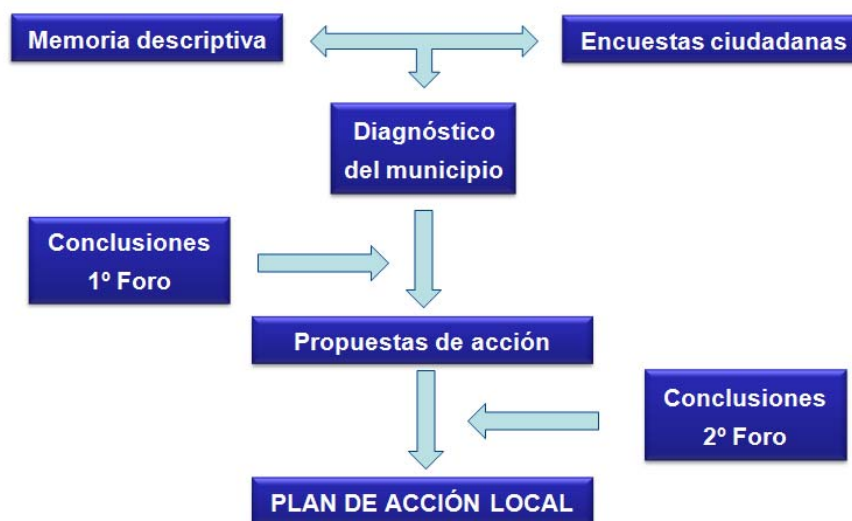 Memoria descriptiva
Encuestas ciudadanas
Diagnóstico
del municipio
Conclusiones
1º Foro
Propuestas de acción
Conclusiones
2º Foro
PLAN DE ACCIÓN LOCAL